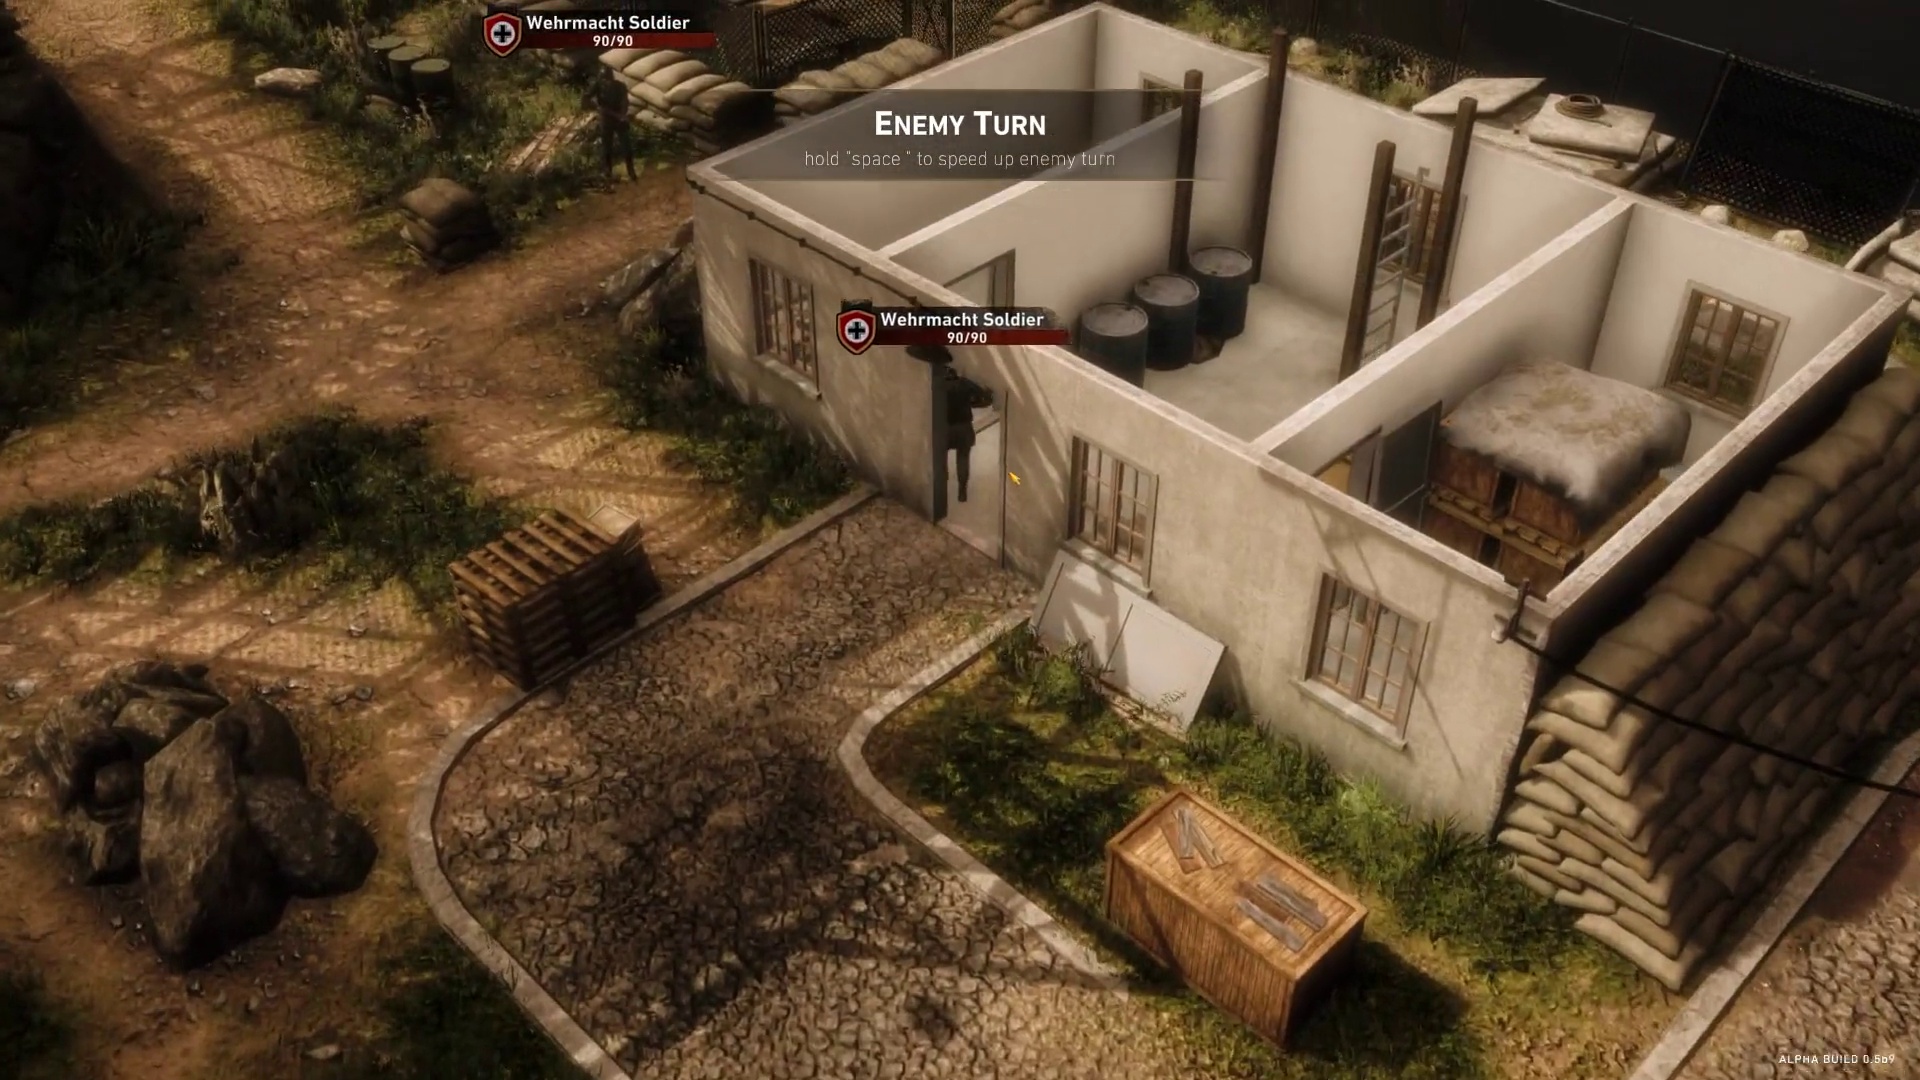 Wehrmacht Soldier
90/90
ENEMY TURN
hold "space " to speed up enemy turn
Wehrmacht Soldier
90/90
ALPHA BUILD 0.5b9